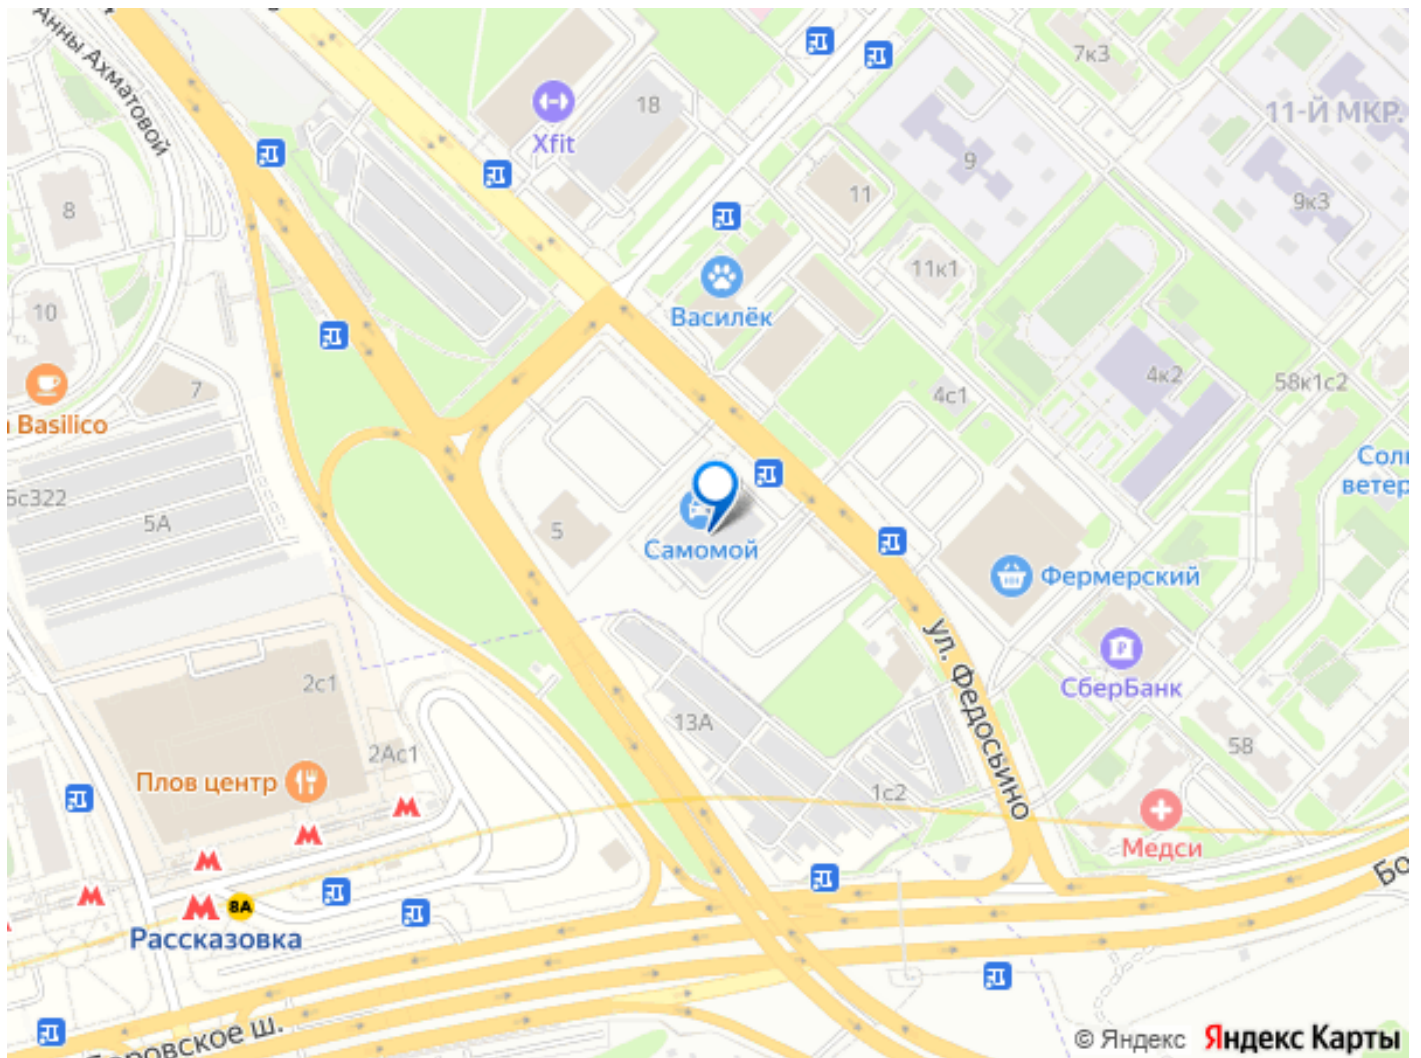 Анны Ахматовой
7к3
18
Xfit
11-Й МКР.
9
11
8
9к3
11к1
Василёк
10
4к2
58к1с2
7
4с1
Basilico
5с322
5А
5
Самомой
Фермерский
ул. Федосьино
СберБанк
2с1
13А
58
2Ас1
Плов центр
1с2
Медси
М
М
М
М
М
8А
Рассказовка
© Яндекс Яндекс Карты